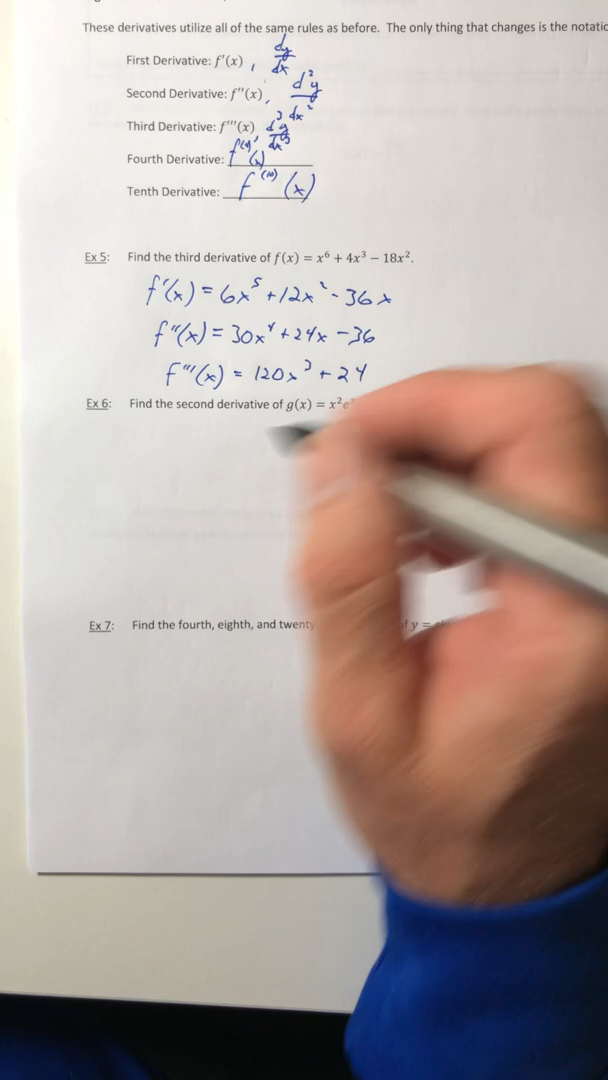 These derivatives utilize all of the same rules as before. The only thing that changes is the
First Derivative: f′(x) , dy/dx
Second Derivative: f″(x) , d²y/dx²
Third Derivative: f‴(x) d³y/dx³
Fourth Derivative: f⁽⁴⁾(x)
Tenth Derivative: f⁽¹⁰⁾(x)
Ex 5: Find the third derivative of f(x) = x⁶ + 4x³ − 18x².
f′(x) = 6x⁵ + 12x² - 36x
f″(x) = 30x⁴ + 24x - 36
f‴(x) = 120x³ + 24
Ex 6: Find the second derivative of g(x) = x²e
Ex 7: Find the fourth, eighth, and of y =